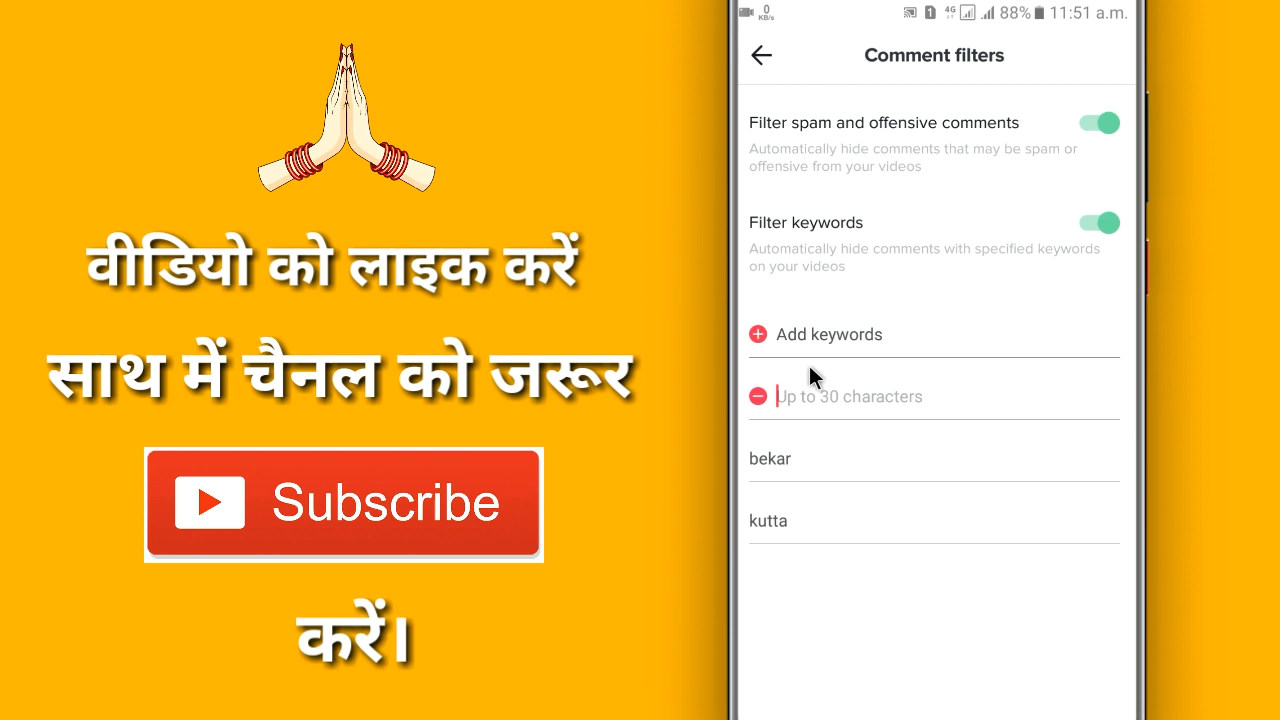 वीडियो को लाइक करें
साथ में चैनल को जरूर
Subscribe
करें।
0
KB/s
1
4G
88%
11:51 a.m.
Comment filters
Filter spam and offensive comments
Automatically hide comments that may be spam or
offensive from your videos
Filter keywords
Automatically hide comments with specified keywords
on your videos
Add keywords
Up to 30 characters
bekar
kutta